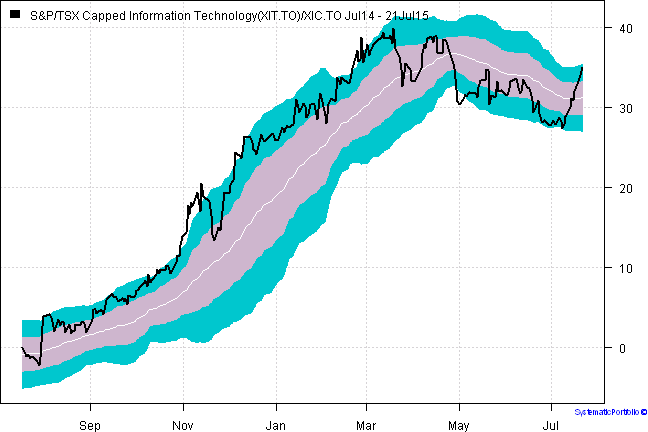 S&P/TSX Capped Information Technology(XIT.TO)/XIC.TO Jul14 - 21Jul15
40
30
20
10
0
Sep Nov Jan Mar May Jul
SystematicPortfolio ©